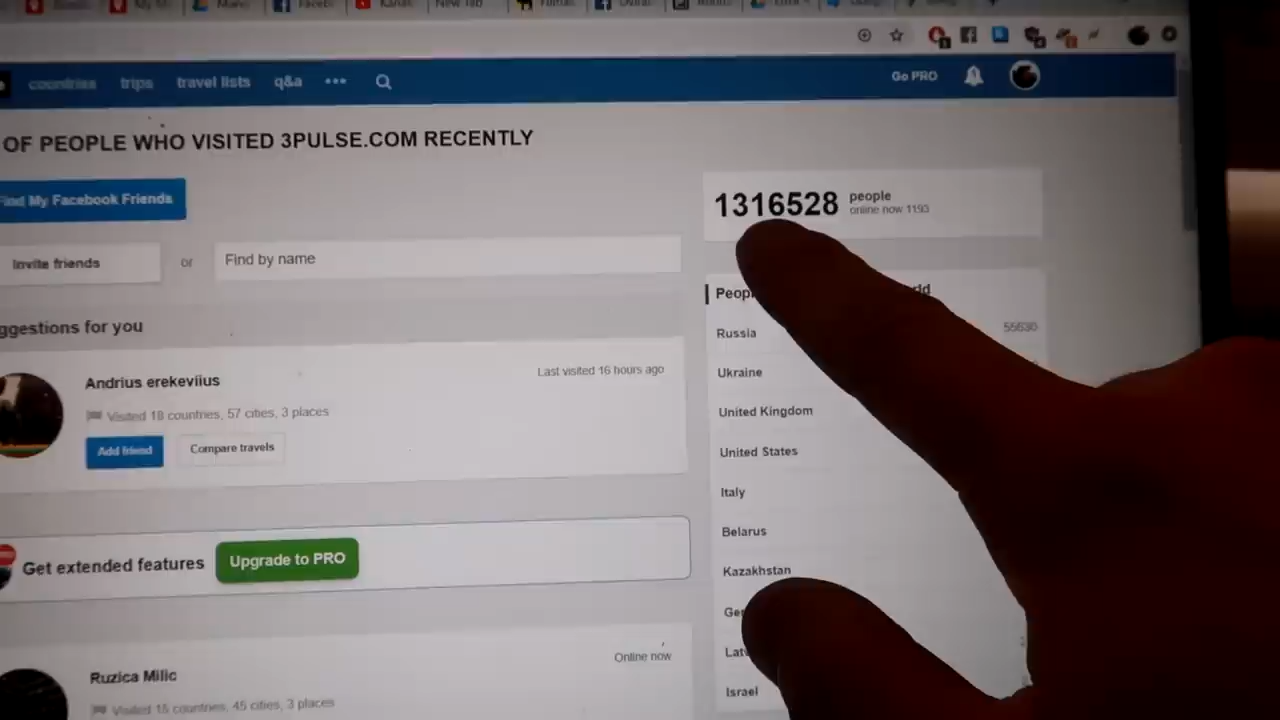 countries trips travel lists q&a ••• Go PRO
OF PEOPLE WHO VISITED 3PULSE.COM RECENTLY
Find My Facebook Friends
1316528 people
online now 1193
Invite friends or Find by name
Russia 55630
ggestions for you
Ukraine
Andrius erekeviius Last visited 16 hours ago
Visited 18 countries, 57 cities, 3 places
United Kingdom
Add friend Compare travels
United States
Italy
Belarus
Get extended features Upgrade to PRO
Kazakhstan
Online now
Ruzica Milic
Israel
Visited 15 countries, 45 cities, 3 places